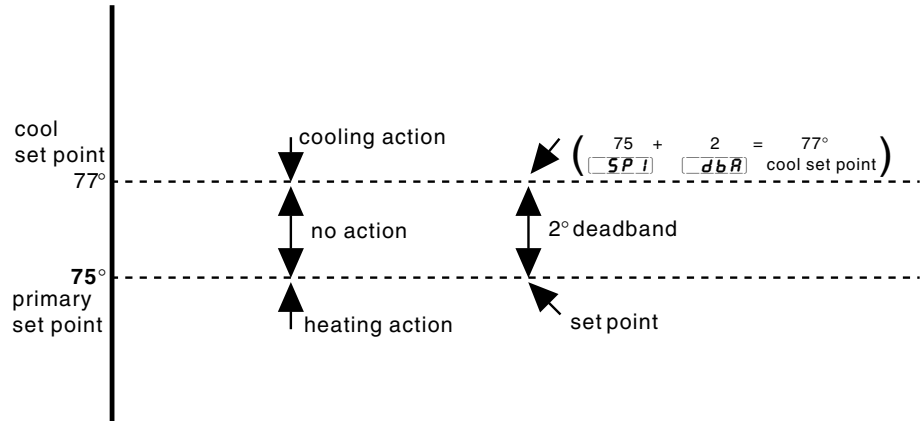 cool
set point
77°
75°
primary
set point
cooling action
no action
heating action
75 + 2 = 77°
SP1 dbA cool set point
2° deadband
set point